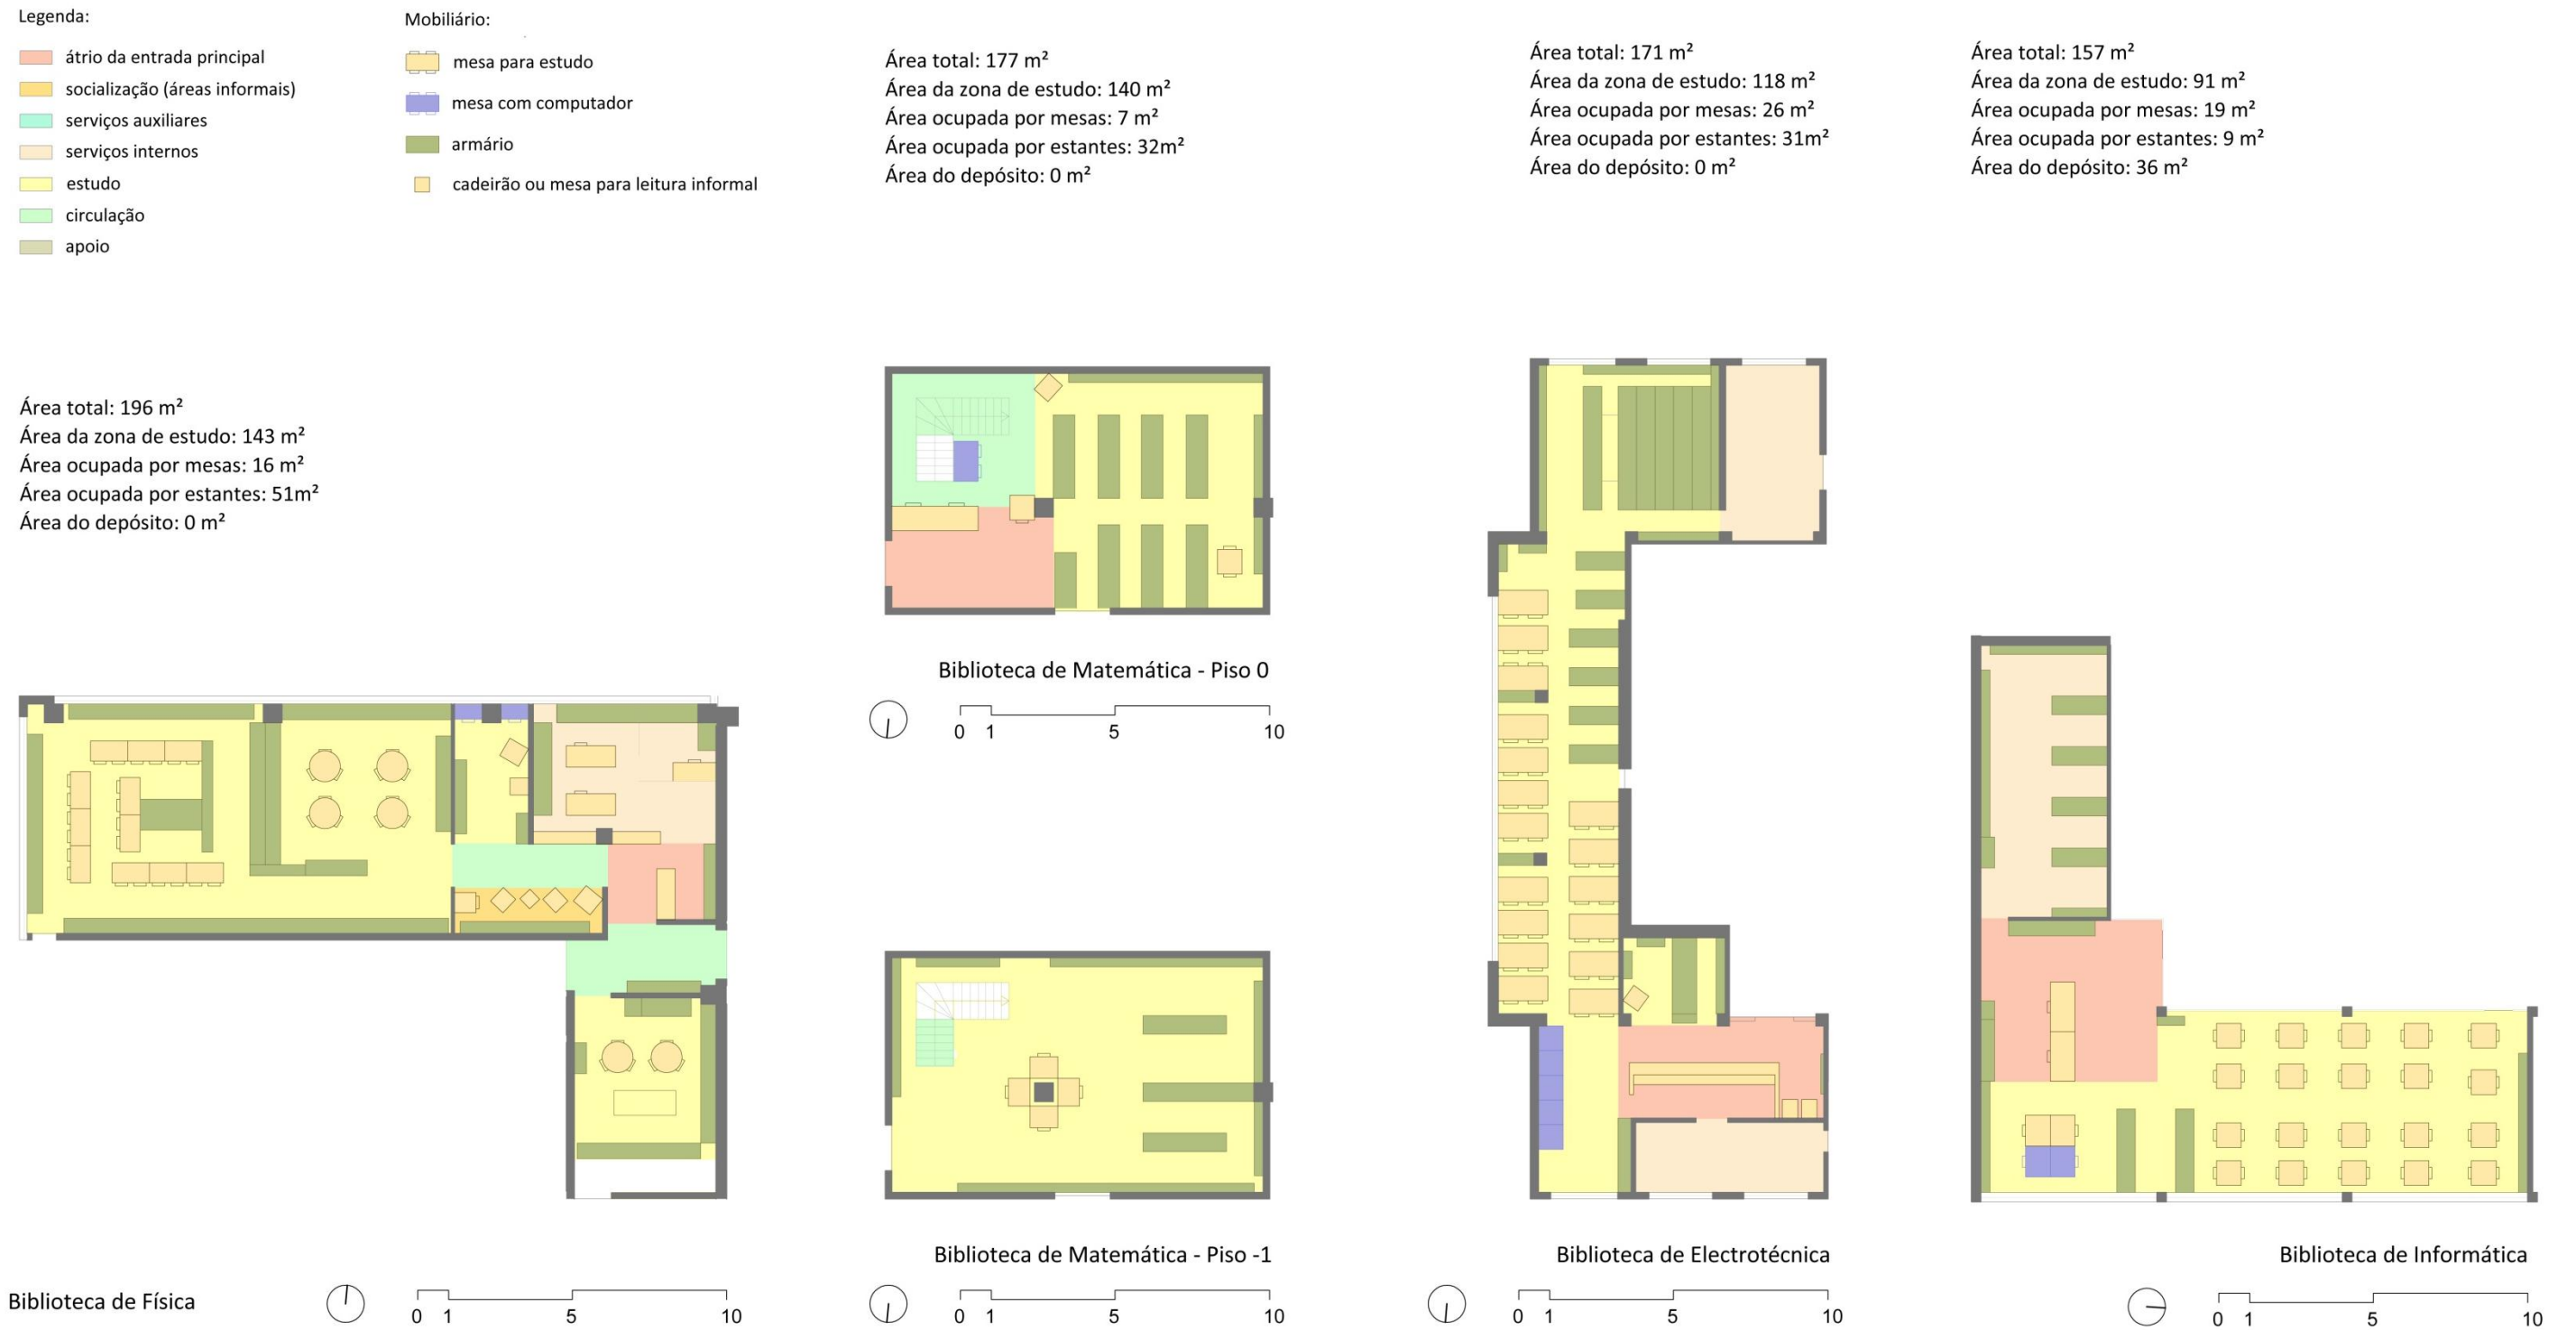 Legenda:
átrio da entrada principal
socialização (áreas informais)
serviços auxiliares
serviços internos
estudo
circulação
apoio
Mobiliário:
mesa para estudo
mesa com computador
armário
cadeirão ou mesa para leitura informal
Área total: 177 m²
Área da zona de estudo: 140 m²
Área ocupada por mesas: 7 m²
Área ocupada por estantes: 32m²
Área do depósito: 0 m²
Área total: 171 m²
Área da zona de estudo: 118 m²
Área ocupada por mesas: 26 m²
Área ocupada por estantes: 31m²
Área do depósito: 0 m²
Área total: 157 m²
Área da zona de estudo: 91 m²
Área ocupada por mesas: 19 m²
Área ocupada por estantes: 9 m²
Área do depósito: 36 m²
Área total: 196 m²
Área da zona de estudo: 143 m²
Área ocupada por mesas: 16 m²
Área ocupada por estantes: 51m²
Área do depósito: 0 m²
Biblioteca de Matemática - Piso 0
0 1 5 10
Biblioteca de Física
0 1 5 10
Biblioteca de Matemática - Piso -1
0 1 5 10
Biblioteca de Electrotécnica
0 1 5 10
Biblioteca de Informática
0 1 5 10